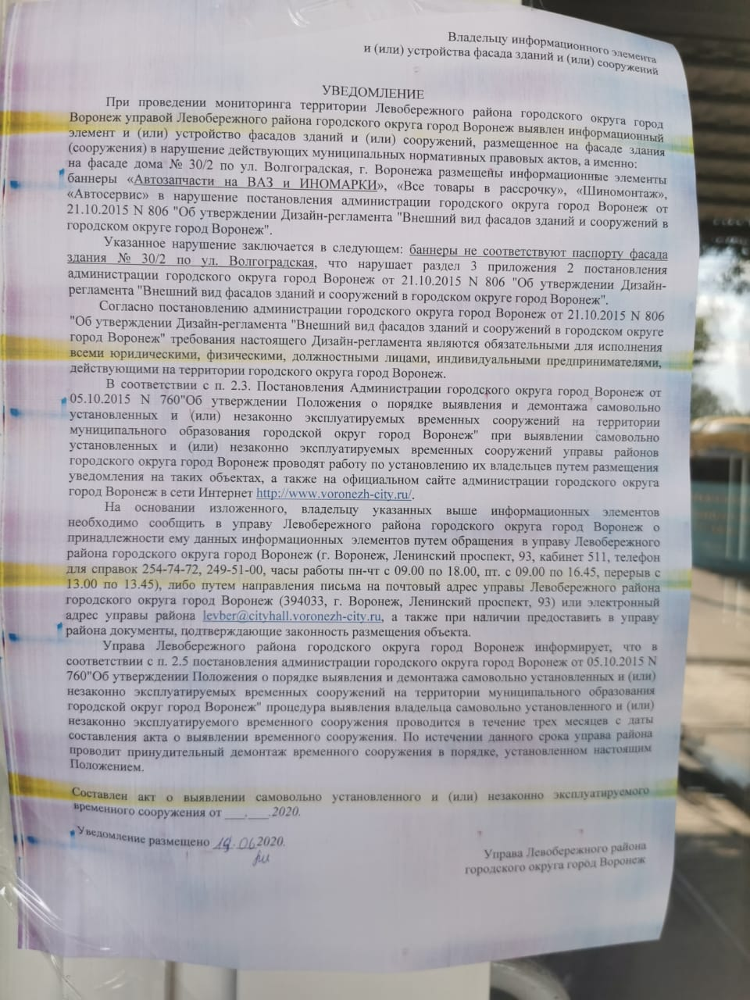 Владельцу информационного элемента
и (или) устройства фасада зданий и (или) сооружений
УВЕДОМЛЕНИЕ
При проведении мониторинга территории Левобережного района городского округа город
Воронеж управой Левобережного района городского округа город Воронеж выявлен информационный
элемент и (или) устройство фасадов зданий и (или) сооружений, размещенное на фасаде здания
(сооружения) в нарушение действующих муниципальных нормативных правовых актов, а именно:
на фасаде дома № 30/2 по ул. Волгоградская, г. Воронежа размещены информационные элементы
баннеры «Автозапчасти на ВАЗ и ИНОМАРКИ», «Все товары в рассрочку», «Шиномонтаж»,
«Автосервис» в нарушение постановления администрации городского округа город Воронеж от
21.10.2015 N 806 "Об утверждении Дизайн-регламента "Внешний вид фасадов зданий и сооружений в
городском округе город Воронеж".
Указанное нарушение заключается в следующем: баннеры не соответствуют паспорту фасада
здания № 30/2 по ул. Волгоградская, что нарушает раздел 3 приложения 2 постановления
администрации городского округа город Воронеж от 21.10.2015 N 806 "Об утверждении Дизайн-
регламента "Внешний вид фасадов зданий и сооружений в городском округе город Воронеж".
Согласно постановлению администрации городского округа город Воронеж от 21.10.2015 N 806
"Об утверждении Дизайн-регламента "Внешний вид фасадов зданий и сооружений в городском округе
город Воронеж" требования настоящего Дизайн-регламента являются обязательными для исполнения
всеми юридическими, физическими, должностными лицами, индивидуальными предпринимателями,
действующими на территории городского округа город Воронеж.
В соответствии с п. 2.3. Постановления Администрации городского округа город Воронеж от
05.10.2015 N 760"Об утверждении Положения о порядке выявления и демонтажа самовольно
установленных и (или) незаконно эксплуатируемых временных сооружений на территории
муниципального образования городской округ город Воронеж" при выявлении самовольно
установленных и (или) незаконно эксплуатируемых временных сооружений управы районов
городского округа город Воронеж проводят работу по установлению их владельцев путем размещения
уведомления на таких объектах, а также на официальном сайте администрации городского округа
город Воронеж в сети Интернет http://www.voronezh-city.ru/.
На основании изложенного, владельцу указанных выше информационных элементов
необходимо сообщить в управу Левобережного района городского округа город Воронеж о
принадлежности ему данных информационных элементов путем обращения в управу Левобережного
района городского округа город Воронеж (г. Воронеж, Ленинский проспект, 93, кабинет 511, телефон
для справок 254-74-72, 249-51-00, часы работы пн-чт с 09.00 по 18.00, пт. с 09.00 по 16.45, перерыв с
13.00 по 13.45), либо путем направления письма на почтовый адрес управы Левобережного района
городского округа город Воронеж (394033, г. Воронеж, Ленинский проспект, 93) или электронный
адрес управы района levber@cityhall.voronezh-city.ru, а также при наличии предоставить в управу
района документы, подтверждающие законность размещения объекта.
Управа Левобережного района городского округа город Воронеж информирует, что в
соответствии с п. 2.5 постановления администрации городского округа город Воронеж от 05.10.2015 N
760"Об утверждении Положения о порядке выявления и демонтажа самовольно установленных и (или)
незаконно эксплуатируемых временных сооружений на территории муниципального образования
городской округ город Воронеж" процедура выявления владельца самовольно установленного и (или)
незаконно эксплуатируемого временного сооружения проводится в течение трех месяцев с даты
составления акта о выявлении временного сооружения. По истечении данного срока управа района
проводит принудительный демонтаж временного сооружения в порядке, установленном настоящим
Положением.
Составлен акт о выявлении самовольно установленного и (или) незаконно эксплуатируемого
временного сооружения от ___.___.2020.
Уведомление размещено 19.06 2020.
Управа Левобережного района
городского округа город Воронеж